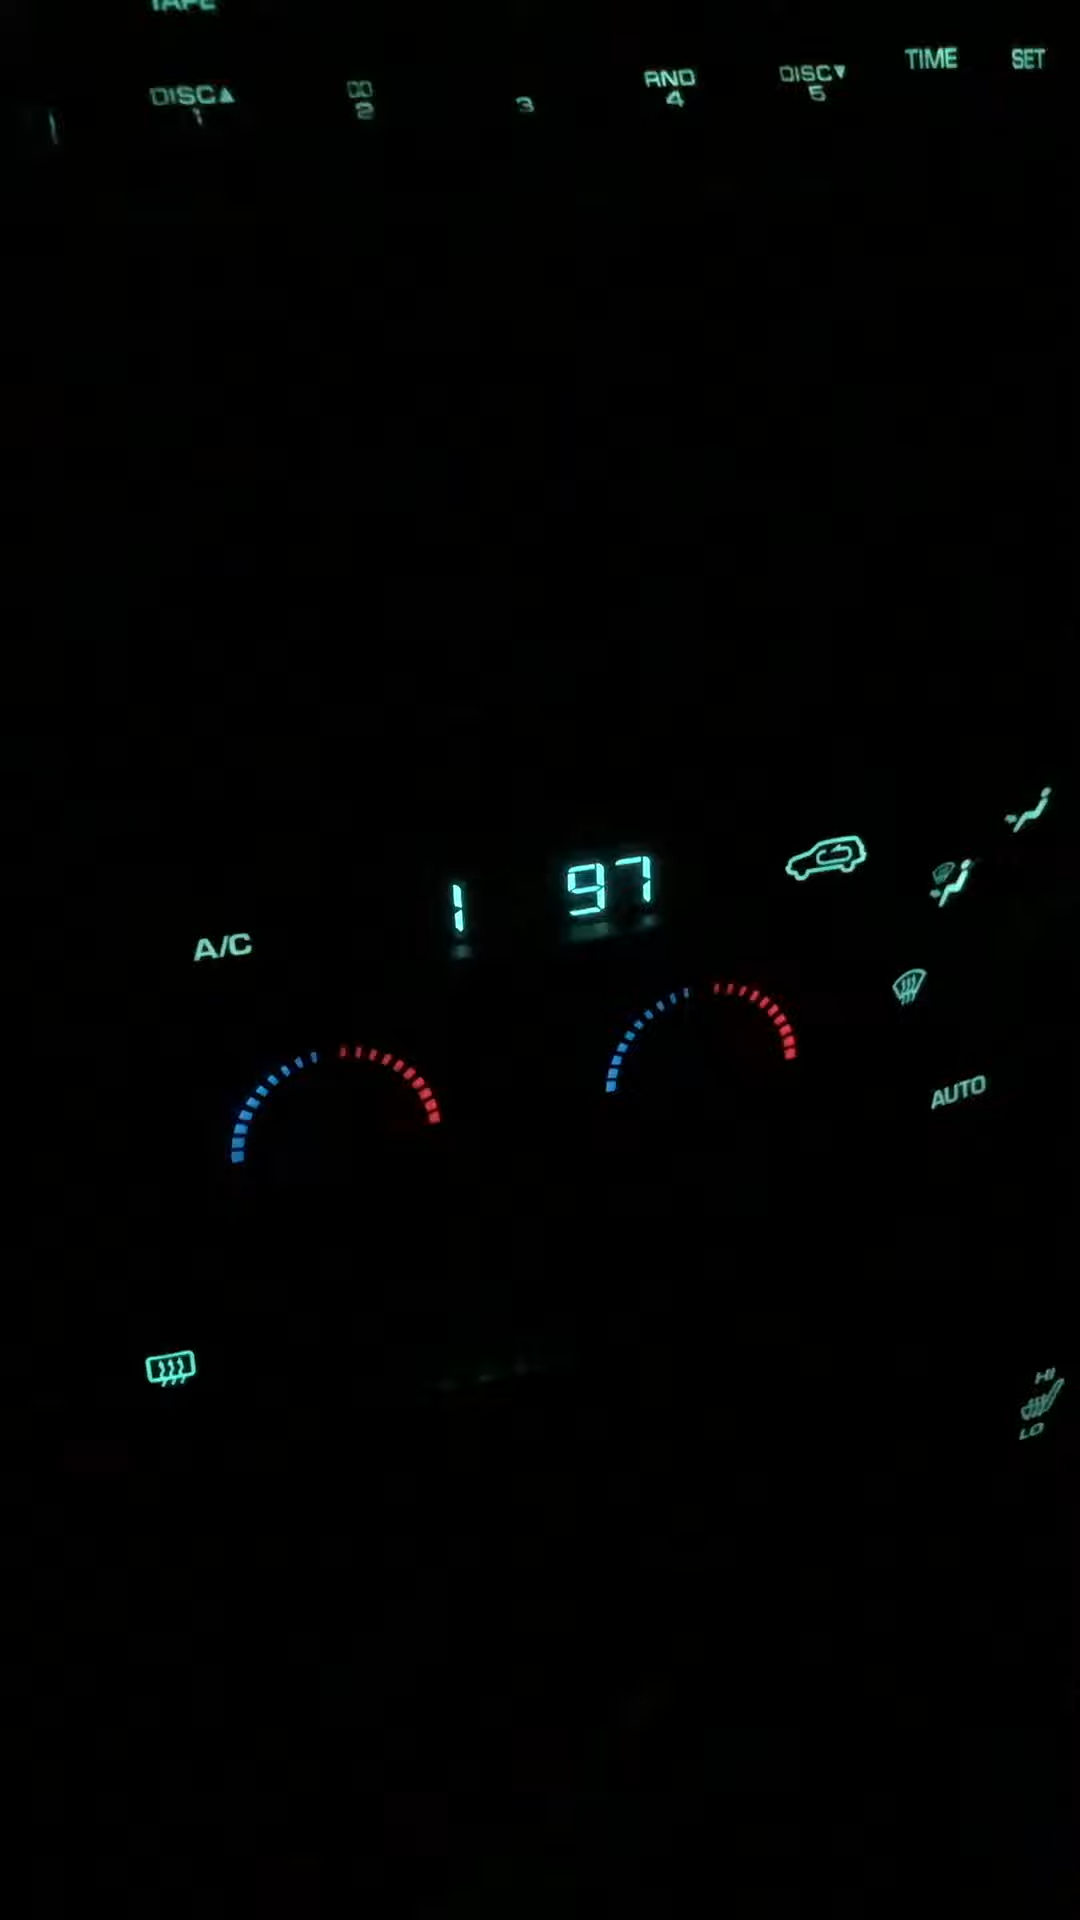 TAPE
DISC▲ CD RND DISC▼ TIME SET
1 2 3 4 5
1 97
A/C
AUTO
HI
LO